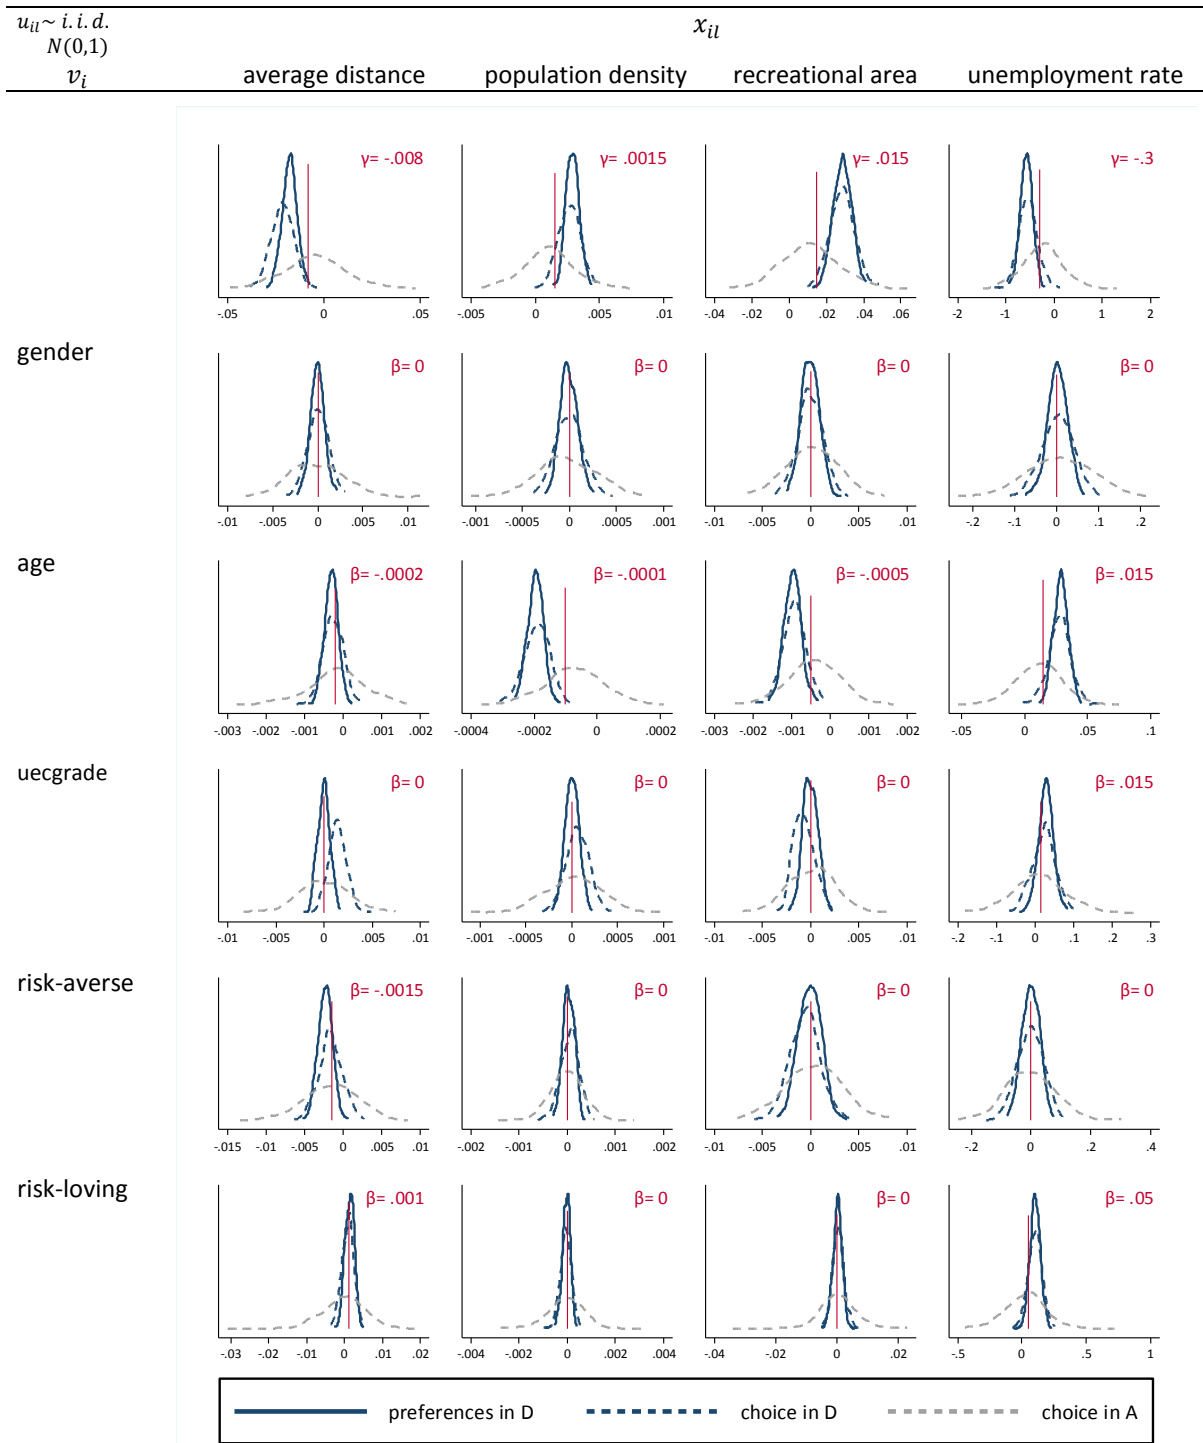 u_il ~ i.i.d.
N(0,1)
x_il
v_i average distance population density recreational area unemployment rate
γ= -.008 γ= .0015 γ= .015 γ= -.3
-.05 0 .05 -.005 0 .005 .01 -.04 -.02 0 .02 .04 .06 -2 -1 0 1 2
gender
β= 0 β= 0 β= 0 β= 0
-.01 -.005 0 .005 .01 -.001 -.0005 0 .0005 .001 -.01 -.005 0 .005 .01 -.2 -.1 0 .1 .2
age
β= -.0002 β= -.0001 β= -.0005 β= .015
-.003 -.002 -.001 0 .001 .002 -.0004 -.0002 0 .0002 -.003 -.002 -.001 0 .001 .002 -.05 0 .05 .1
uecgrade
β= 0 β= 0 β= 0 β= .015
-.01 -.005 0 .005 .01 -.001 -.0005 0 .0005 .001 -.01 -.005 0 .005 .01 -.2 -.1 0 .1 .2 .3
risk-averse
β= -.0015 β= 0 β= 0 β= 0
-.015 -.01 -.005 0 .005 .01 -.002 -.001 0 .001 .002 -.01 -.005 0 .005 .01 -.2 0 .2 .4
risk-loving
β= .001 β= 0 β= 0 β= .05
-.03 -.02 -.01 0 .01 .02 -.004 -.002 0 .002 .004 -.04 -.02 0 .02 -.5 0 .5 1
preferences in D choice in D choice in A